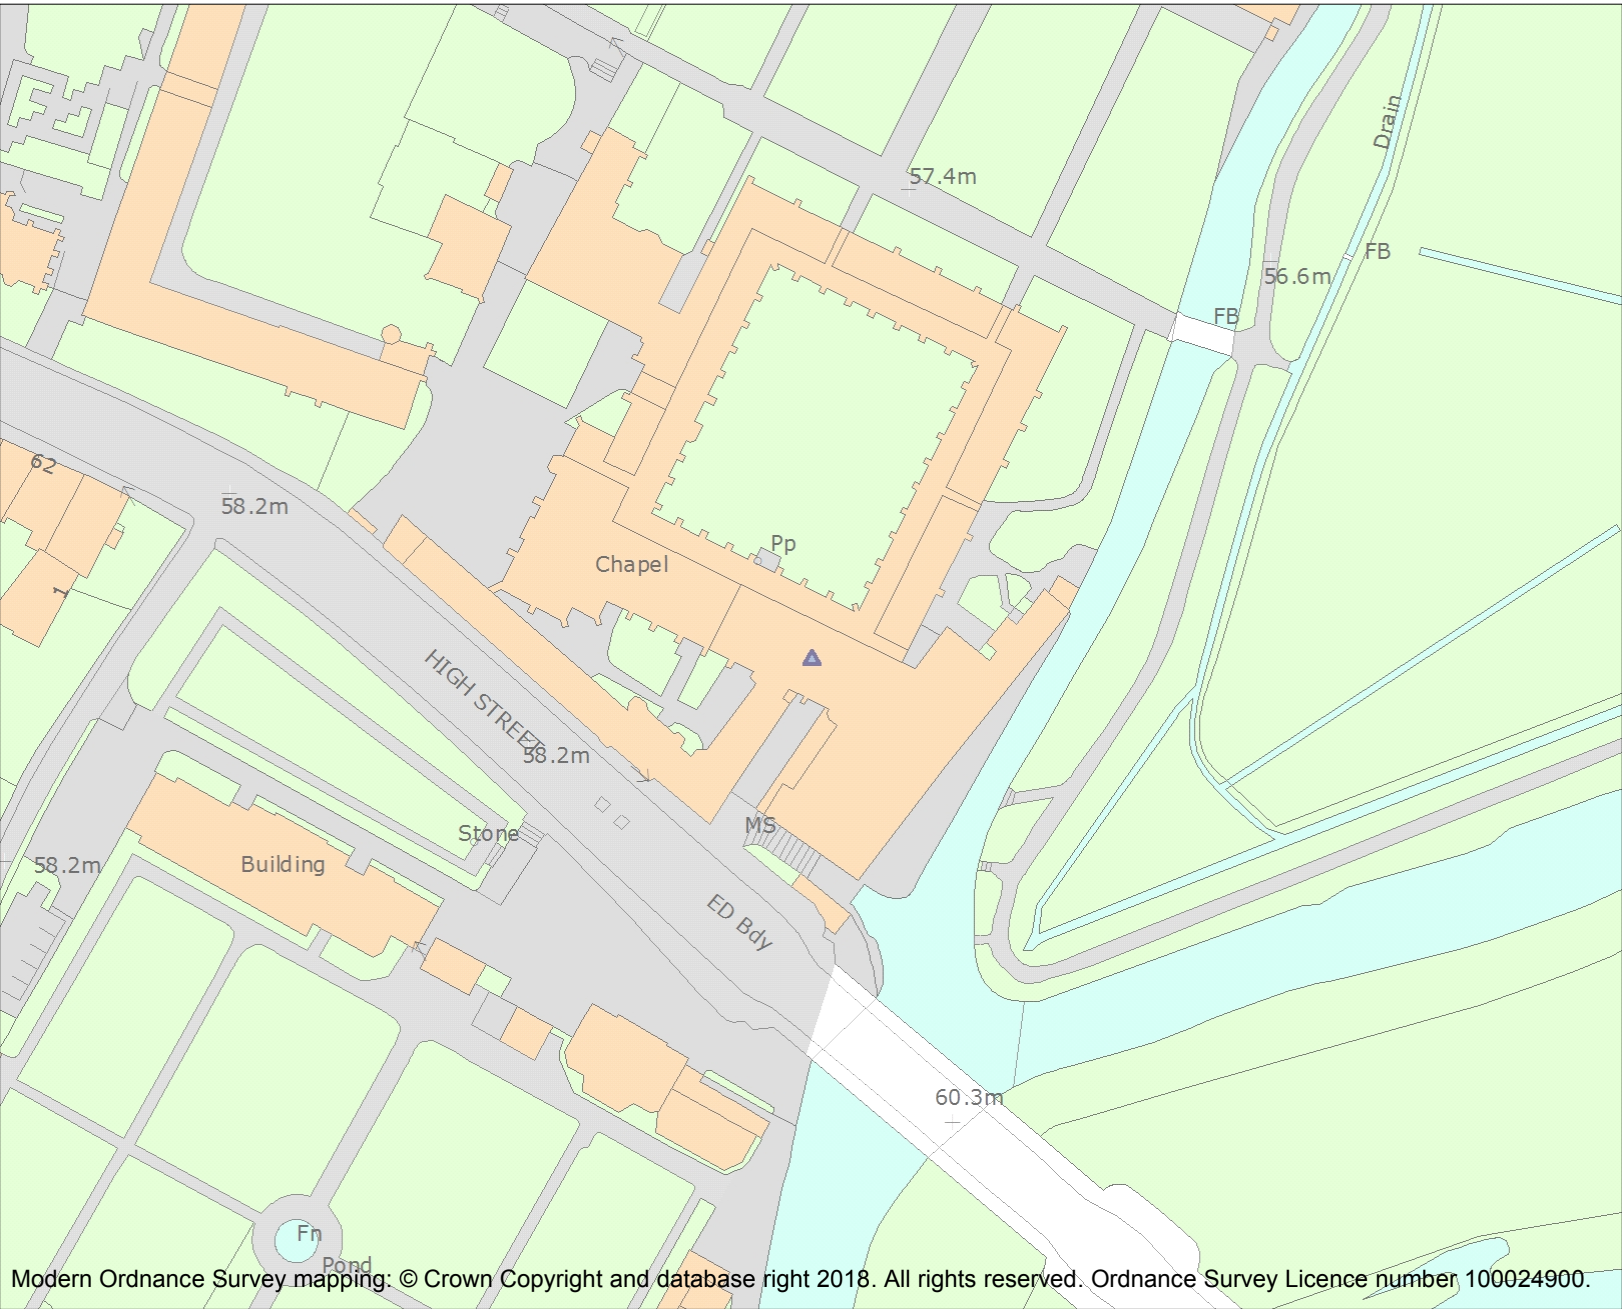 Drain
57.4m
FB
56.6m
FB
62
58.2m
Pp
Chapel
1
HIGH STREET
58.2m
MS
Stone
Building
58.2m
ED Bdy
60.3m
Fn
Pond
Modern Ordnance Survey mapping: © Crown Copyright and database right 2018. All rights reserved. Ordnance Survey Licence number 100024900.